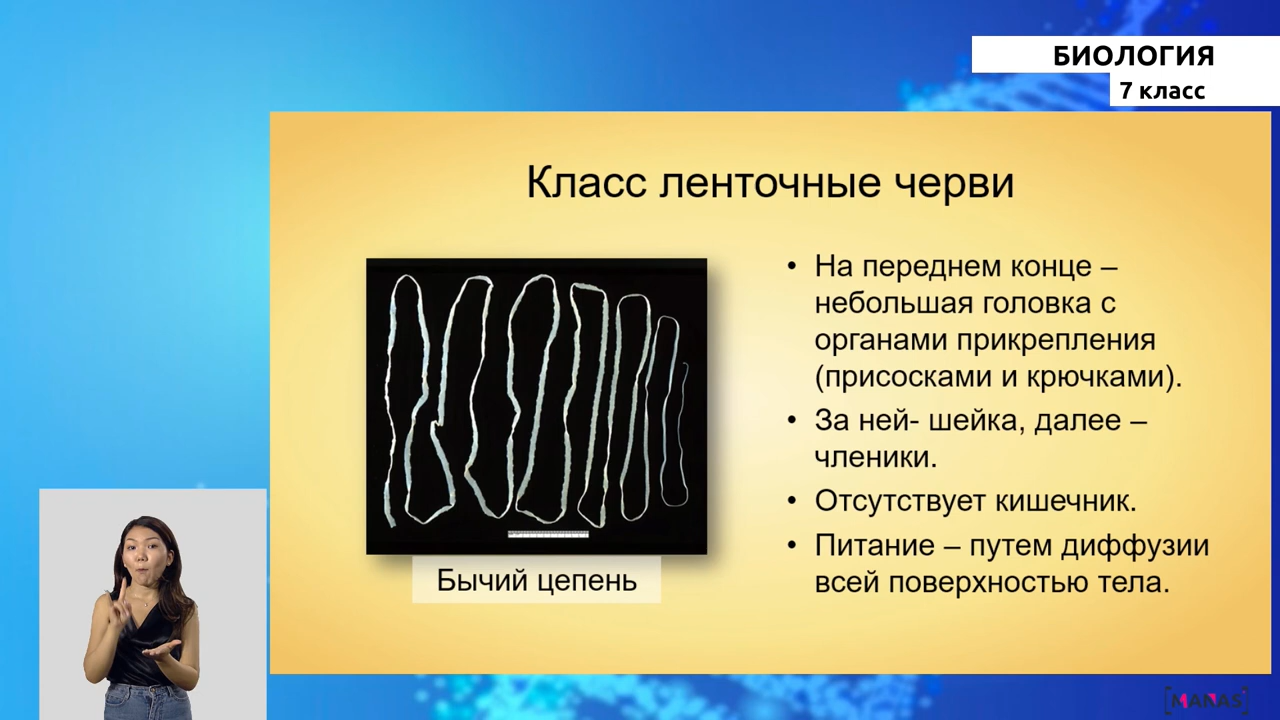 БИОЛОГИЯ
7 класс
Класс ленточные черви
• На переднем конце –
небольшая головка с
органами прикрепления
(присосками и крючками).
• За ней- шейка, далее –
членики.
• Отсутствует кишечник.
• Питание – путем диффузии
всей поверхностью тела.
Бычий цепень
MANAS